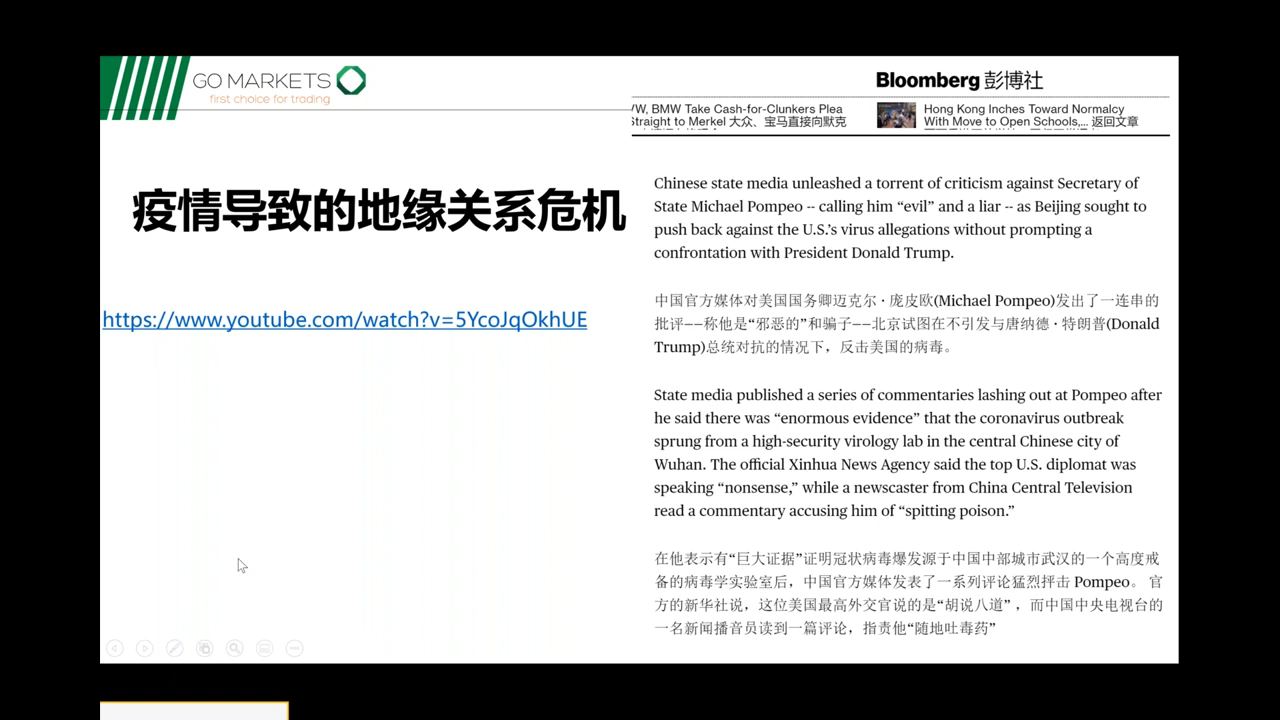 GO MARKETS
first choice for trading
疫情导致的地缘关系危机
https://www.youtube.com/watch?v=5YcoJqOkhUE
Bloomberg 彭博社
VW, BMW Take Cash-for-Clunkers Plea
Straight to Merkel 大众、宝马直接向默克
Hong Kong Inches Toward Normalcy
With Move to Open Schools,... 返回文章
Chinese state media unleashed a torrent of criticism against Secretary of
State Michael Pompeo -- calling him “evil” and a liar -- as Beijing sought to
push back against the U.S.’s virus allegations without prompting a
confrontation with President Donald Trump.
中国官方媒体对美国国务卿迈克尔·庞皮欧(Michael Pompeo)发出了一连串的
批评——称他是“邪恶的”和骗子——北京试图在不引发与唐纳德·特朗普(Donald
Trump)总统对抗的情况下，反击美国的病毒。
State media published a series of commentaries lashing out at Pompeo after
he said there was “enormous evidence” that the coronavirus outbreak
sprung from a high-security virology lab in the central Chinese city of
Wuhan. The official Xinhua News Agency said the top U.S. diplomat was
speaking “nonsense,” while a newscaster from China Central Television
read a commentary accusing him of “spitting poison.”
在他表示有“巨大证据”证明冠状病毒爆发源于中国中部城市武汉的一个高度戒
备的病毒学实验室后，中国官方媒体发表了一系列评论猛烈抨击 Pompeo。 官
方的新华社说，这位美国最高外交官说的是“胡说八道”，而中国中央电视台的
一名新闻播音员读到一篇评论，指责他“随地吐毒药”